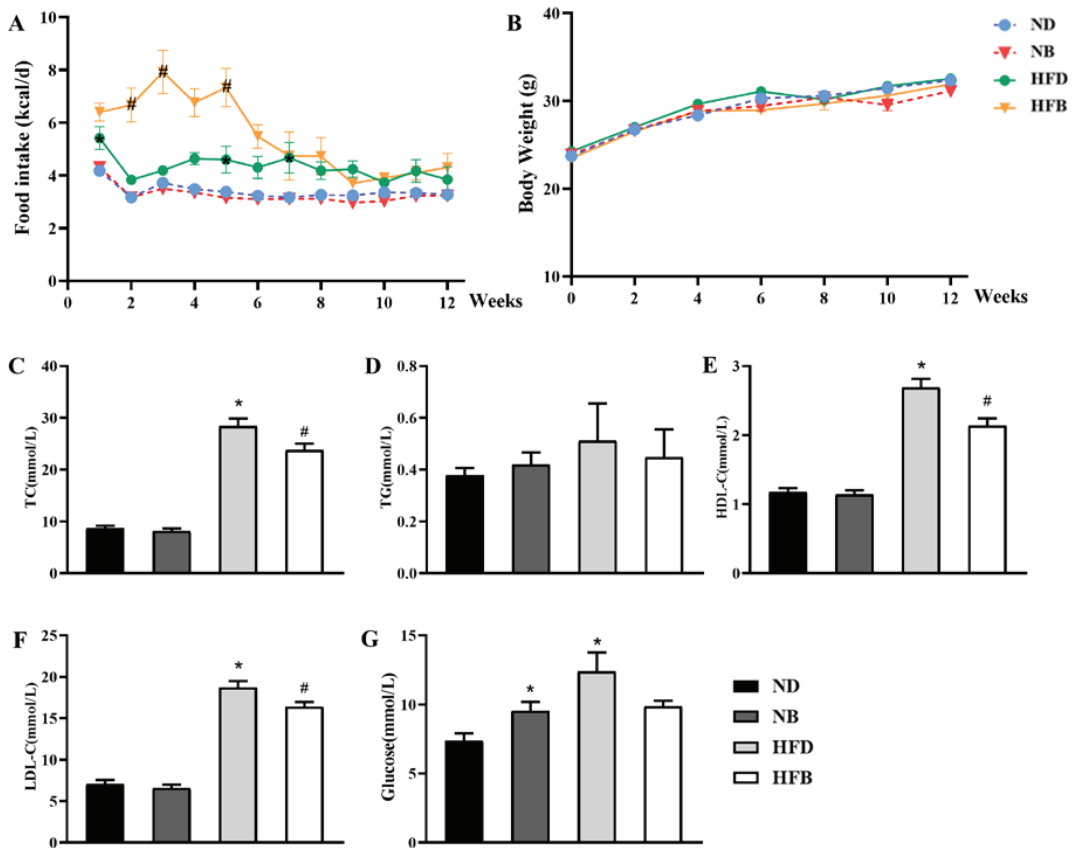 A
Food intake (kcal/d)
10
8
6
4
2
0
# # #
* * *
0 2 4 6 8 10 12 Weeks
B
Body Weight (g)
40
30
20
10
0 2 4 6 8 10 12 Weeks
ND
NB
HFD
HFB
C
TC(mmol/L)
40
30
20
10
0
* #
D
TG(mmol/L)
0.8
0.6
0.4
0.2
0.0
E
HDL-C(mmol/L)
3
2
1
0
* #
F
LDL-C(mmol/L)
25
20
15
10
5
0
* #
G
Glucose(mmol/L)
15
10
5
0
* *
ND
NB
HFD
HFB